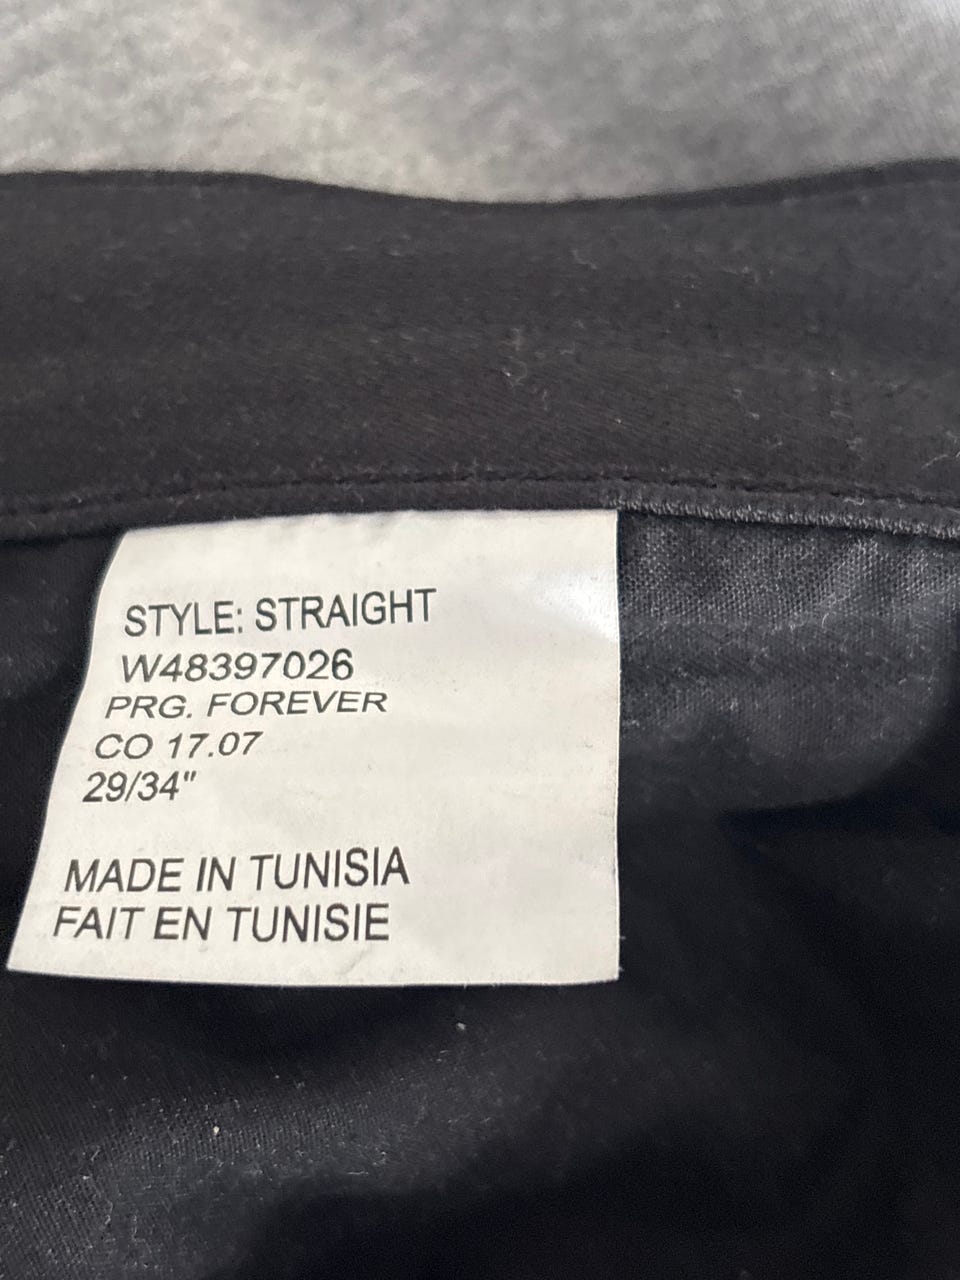 STYLE: STRAIGHT
W48397026
PRG. FOREVER
CO 17.07
29/34"
MADE IN TUNISIA
FAIT EN TUNISIE